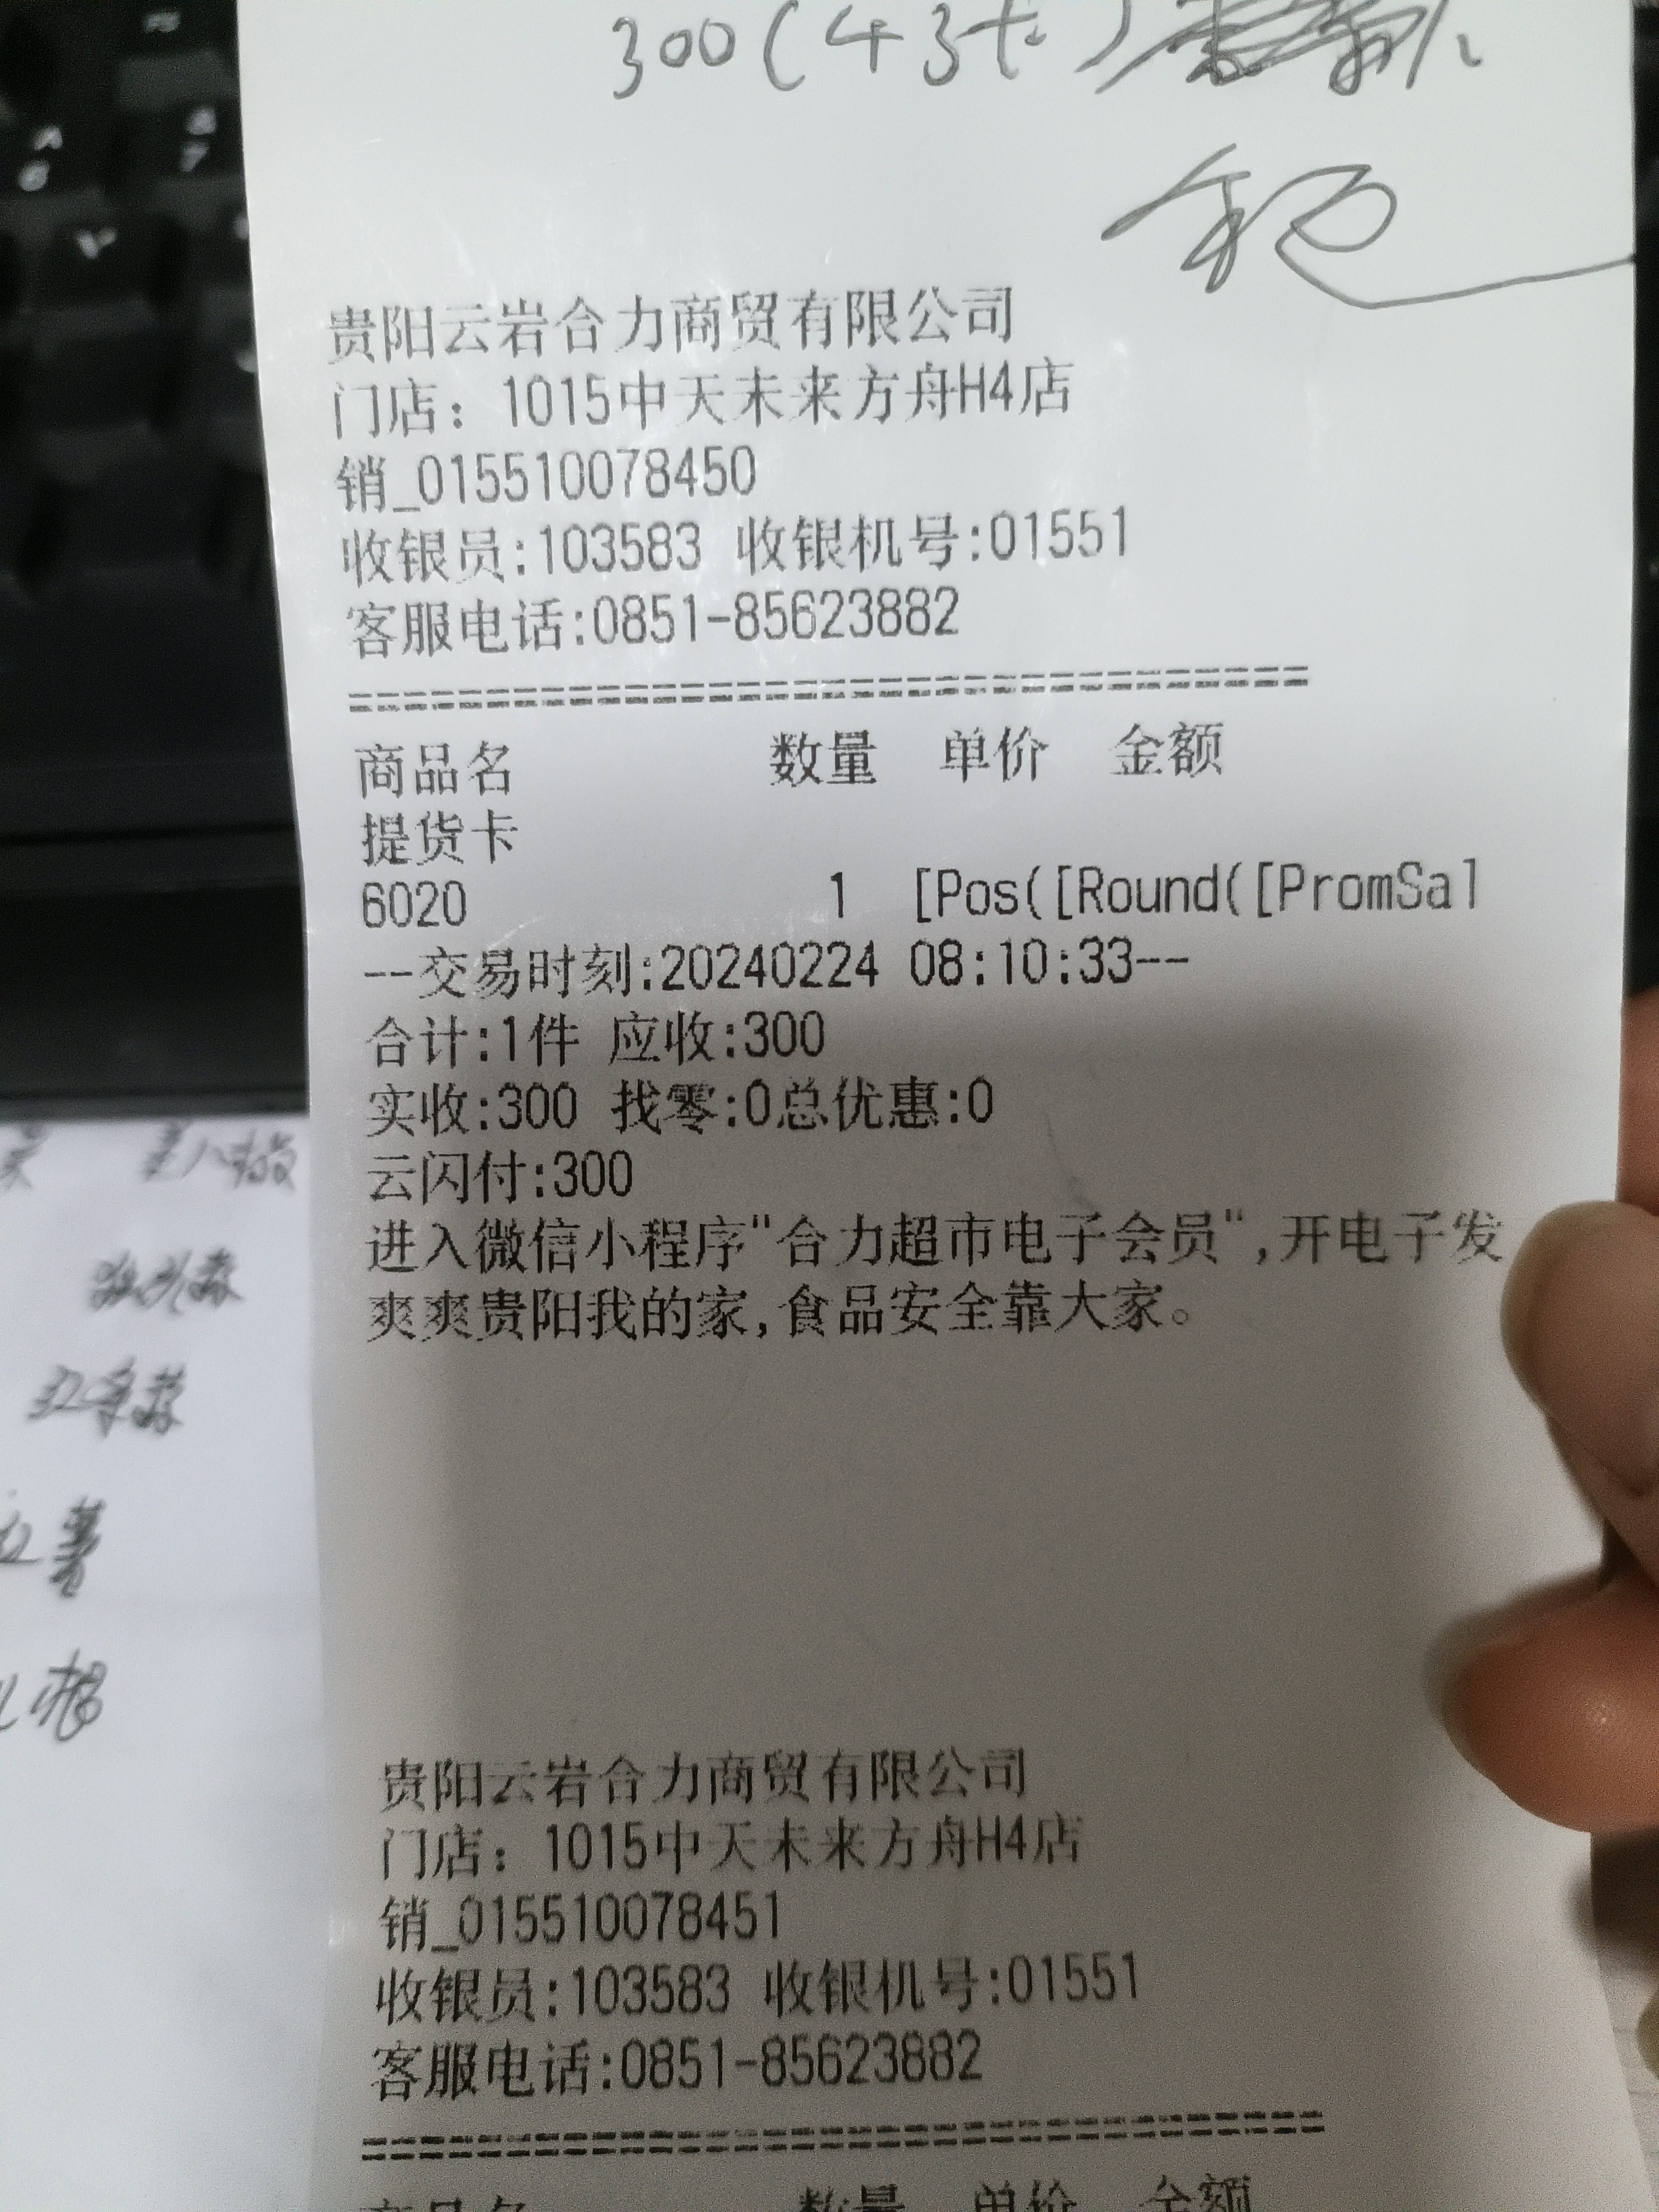 300(43卡)
贵阳云岩合力商贸有限公司
门店：1015中天未来方舟H4店
销_015510078450
收银员:103583 收银机号:01551
客服电话:0851-85623882
商品名 数量 单价 金额
提货卡
6020 1 [Pos([Round([PromSal
--交易时刻:20240224 08:10:33--
合计:1件 应收:300
实收:300 找零:0总优惠:0
云闪付:300
进入微信小程序"合力超市电子会员",开电子发
爽爽贵阳我的家,食品安全靠大家。
贵阳云岩合力商贸有限公司
门店：1015中天未来方舟H4店
销_015510078451
收银员:103583 收银机号:01551
客服电话:0851-85623882
商品名 数量 单价 金额